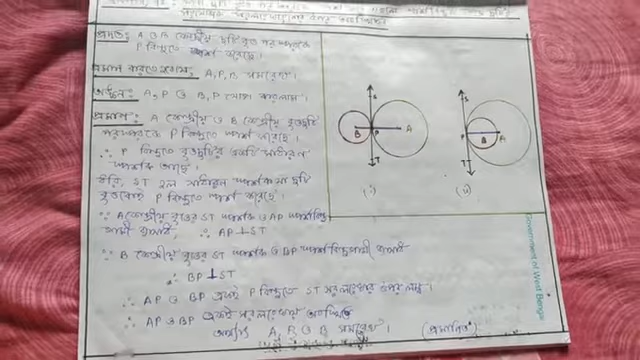 প্রদত্ত: A ও B কেন্দ্রীয় দুটি বৃত্ত পরস্পরকে
P বিন্দুতে স্পর্শ করেছে।
প্রমাণ করতে হবে: A, P, B সমরেখ।
অঙ্কন: A, P ও B, P যোগ করলাম।
প্রমাণ: A কেন্দ্রীয় ও B কেন্দ্রীয় বৃত্তদুটি
পরস্পরকে P বিন্দুতে স্পর্শ করেছে।
∴ P বিন্দুতে বৃত্তদুটির একটি সাধারণ
স্পর্শক আছে।
ধরি, ST হল সাধারণ স্পর্শক যা দুটি
বৃত্তকেই P বিন্দুতে স্পর্শ করেছে।
∵ A কেন্দ্রীয় বৃত্তের ST স্পর্শক ও AP স্পর্শবিন্দু
গামী ব্যাসার্ধ, ∴ AP⊥ST
∵ B কেন্দ্রীয় বৃত্তের ST স্পর্শক ও BP স্পর্শবিন্দুগামী ব্যাসার্ধ
∴ BP⊥ST
∴ AP ও BP একই P বিন্দুতে ST সরলরেখার ওপর লম্ব।
∴ AP ও BP একই সরলরেখায় অবস্থিত
অর্থাৎ A, P ও B সমরেখ। (প্রমাণিত)
S
B P A
T
(i)
S
P B A
T
(ii)
Government of West Bengal